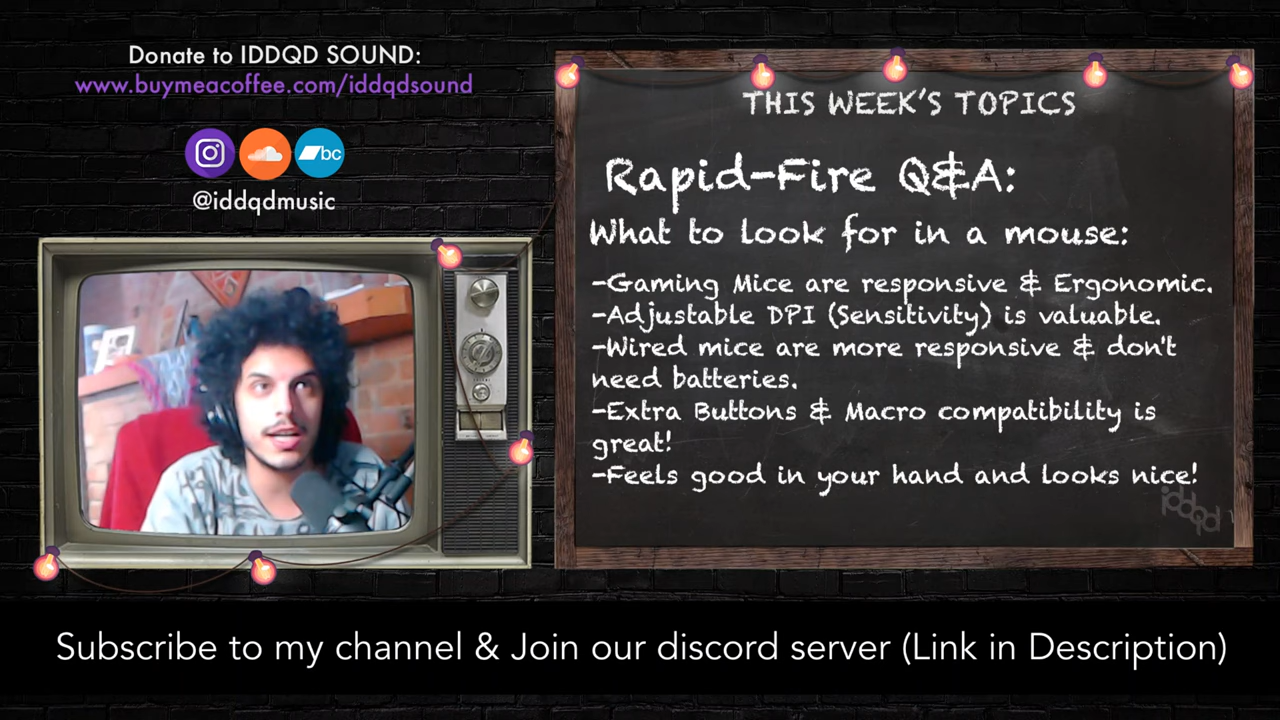 Donate to IDDQD SOUND:
www.buymeacoffee.com/iddqdsound
bc
@iddqdmusic
THIS WEEK'S TOPICS
Rapid-Fire Q&A:
What to look for in a mouse:
-Gaming Mice are responsive & Ergonomic.
-Adjustable DPI (Sensitivity) is valuable.
-Wired mice are more responsive & don't
need batteries.
-Extra Buttons & Macro compatibility is
great!
-Feels good in your hand and looks nice!
iddqd
Subscribe to my channel & Join our discord server (Link in Description)